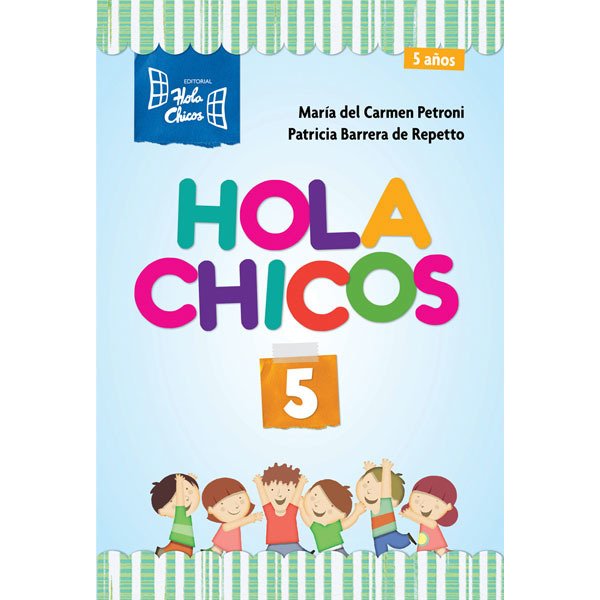 5 años
EDITORIAL
Hola
Chicos
María del Carmen Petroni
Patricia Barrera de Repetto
HOLA
CHICOS
5